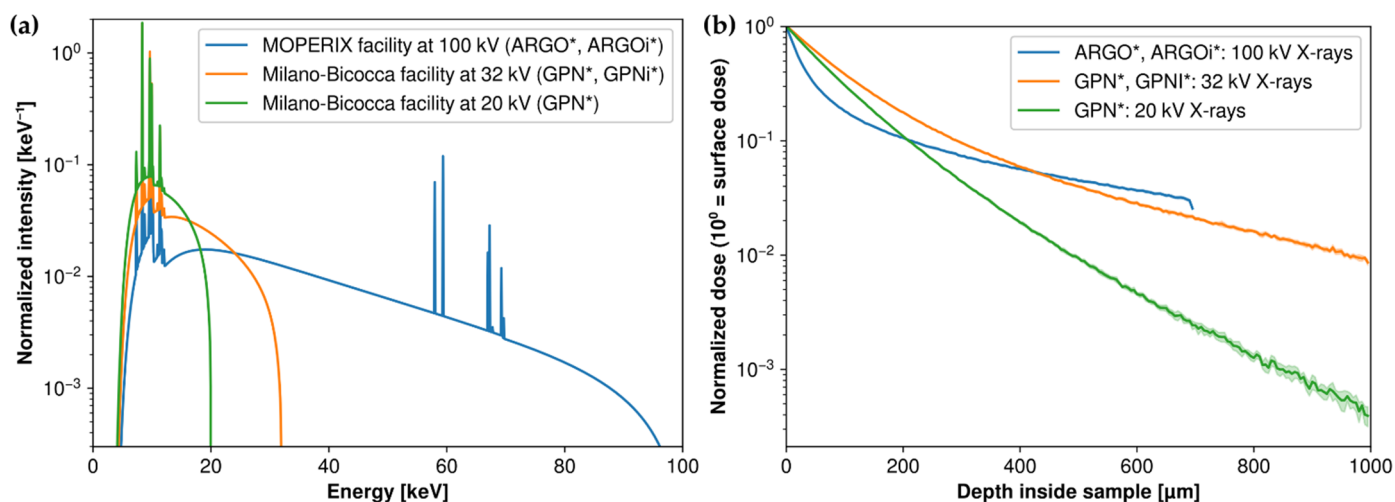 (a)
MOPERIX facility at 100 kV (ARGO*, ARGOi*)
Milano-Bicocca facility at 32 kV (GPN*, GPNi*)
Milano-Bicocca facility at 20 kV (GPN*)
Normalized intensity [keV⁻¹]
10⁰
10⁻¹
10⁻²
10⁻³
0 20 40 60 80 100
Energy [keV]
(b)
ARGO*, ARGOi*: 100 kV X-rays
GPN*, GPNI*: 32 kV X-rays
GPN*: 20 kV X-rays
Normalized dose (10⁰ = surface dose)
10⁰
10⁻¹
10⁻²
10⁻³
0 200 400 600 800 1000
Depth inside sample [μm]